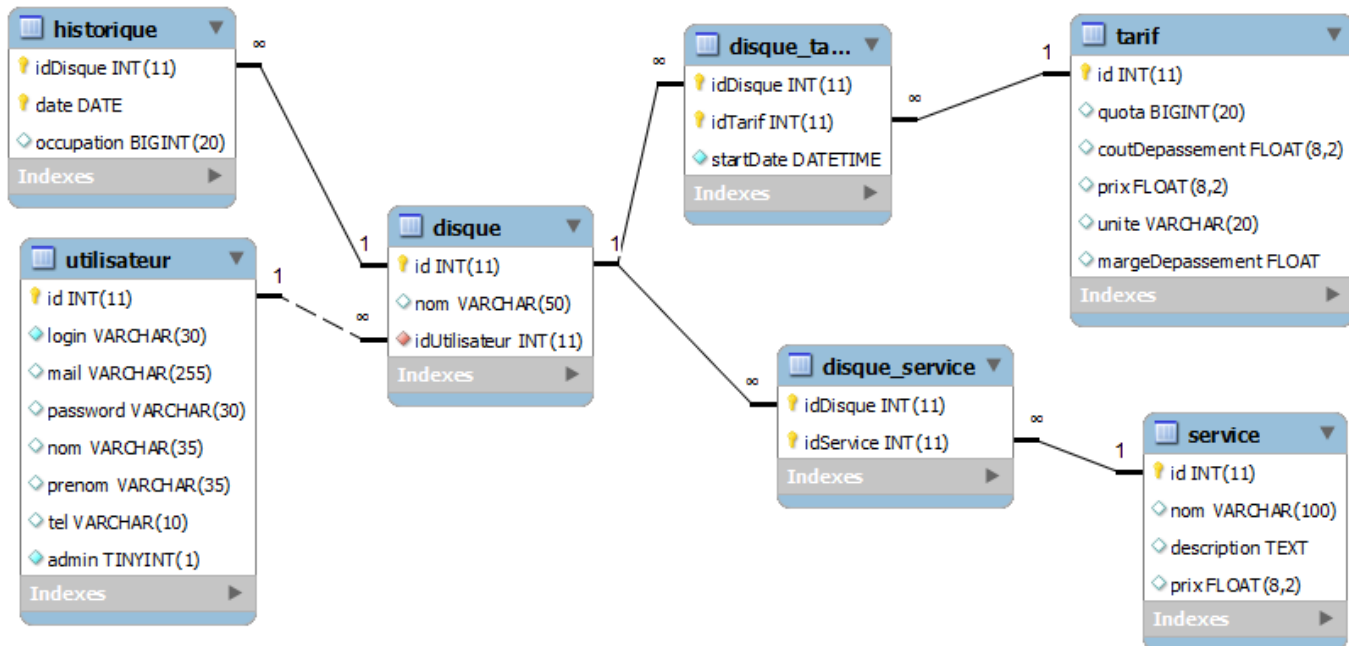 historique
idDisque INT(11)
date DATE
occupation BIGINT(20)
Indexes
utilisateur
id INT(11)
login VARCHAR(30)
mail VARCHAR(255)
password VARCHAR(30)
nom VARCHAR(35)
prenom VARCHAR(35)
tel VARCHAR(10)
admin TINYINT(1)
Indexes
∞
1
1
∞
disque
id INT(11)
nom VARCHAR(50)
idUtilisateur INT(11)
Indexes
1
∞
∞
disque_ta...
idDisque INT(11)
idTarif INT(11)
startDate DATETIME
Indexes
∞
1
tarif
id INT(11)
quota BIGINT(20)
coutDepassement FLOAT(8,2)
prix FLOAT(8,2)
unite VARCHAR(20)
margeDepassement FLOAT
Indexes
disque_service
idDisque INT(11)
idService INT(11)
Indexes
∞
1
service
id INT(11)
nom VARCHAR(100)
description TEXT
prix FLOAT(8,2)
Indexes